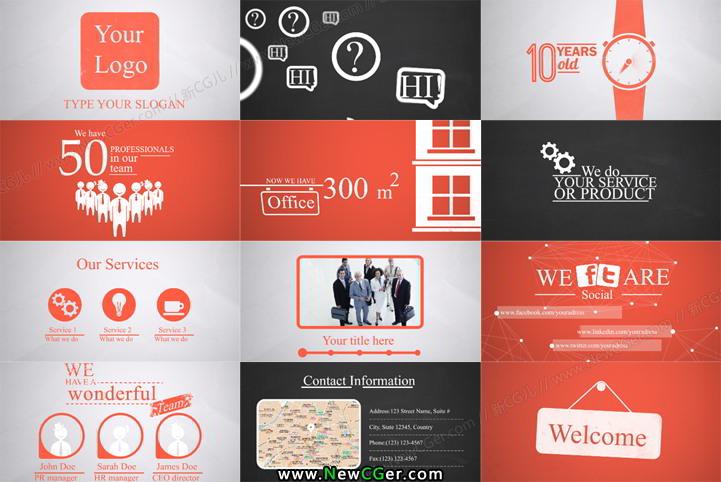 Your
Logo
TYPE YOUR SLOGAN
?
?
?
HI!
HI!
HI!
10 YEARS
old
We have
50 PROFESSIONALS
in our
team
NOW WE HAVE
Office
300 m2
We do
YOUR SERVICE
OR PRODUCT
Our Services
Service 1
What we do
Service 2
What we do
Service 3
What we do
Your title here
WE f t ARE
Social
www.facebook.com/youradress
www.linkedin.com/youradress
www.twitter.com/youradress
WE
HAVE A
wonderful
Team
John Doe
PR manager
Sarah Doe
HR manager
James Doe
CEO director
Contact Information
Address:123 Street Name, Suite #
City, State 12345, Country
Phone:(123) 123-4567
Fax:(123) 123-4567
Welcome
www.NewCGer.com